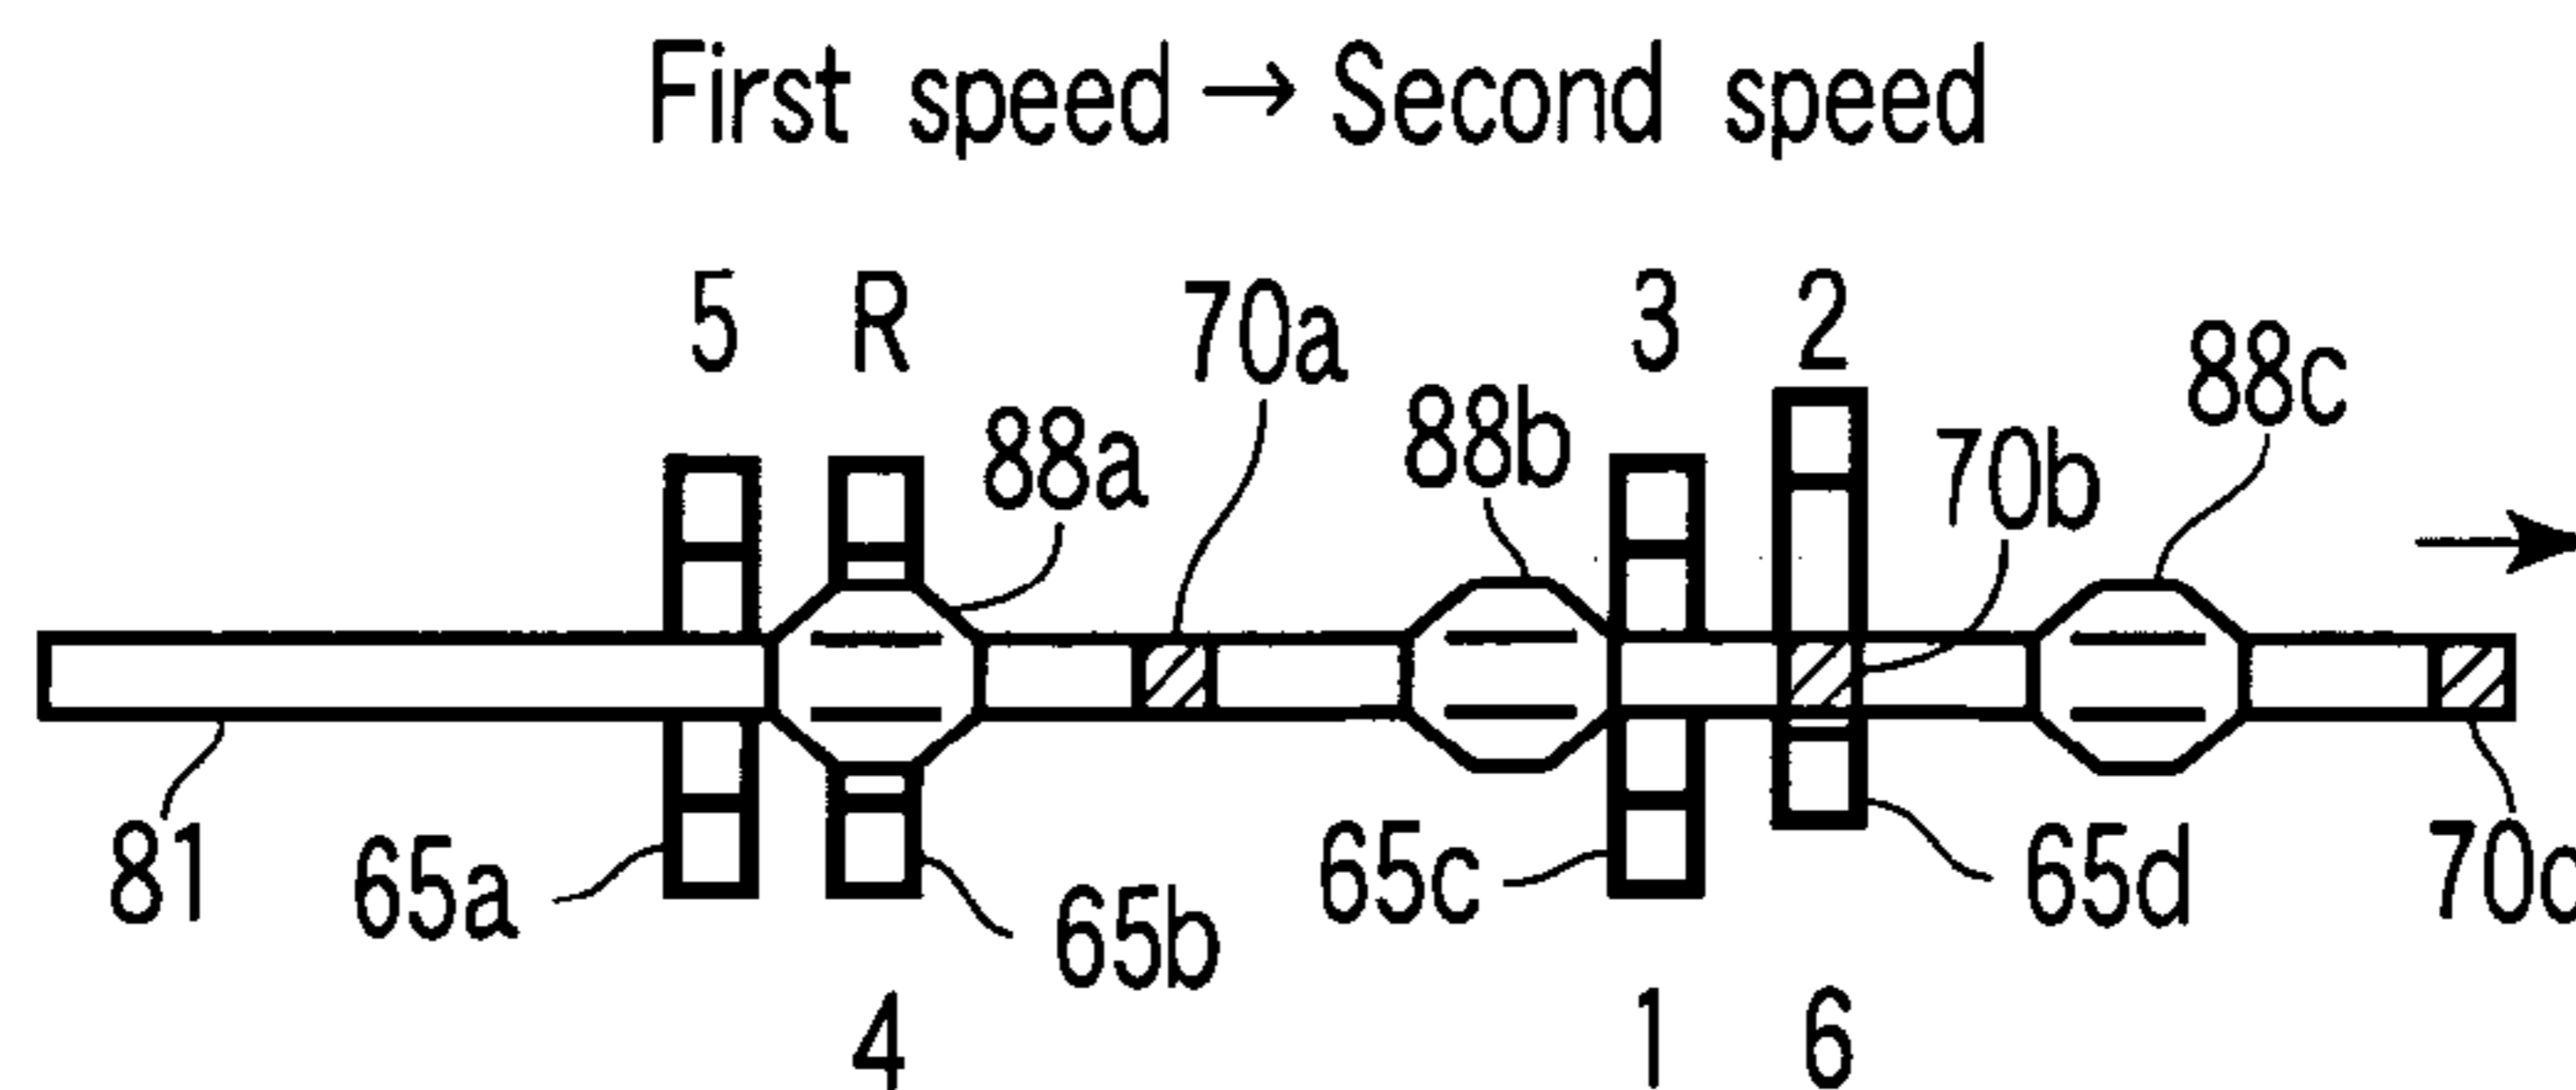 First speed → Second speed
5 R 70a 3 2
88a 88b 70b 88c
81 65a 65b 65c 65d
4 1 6